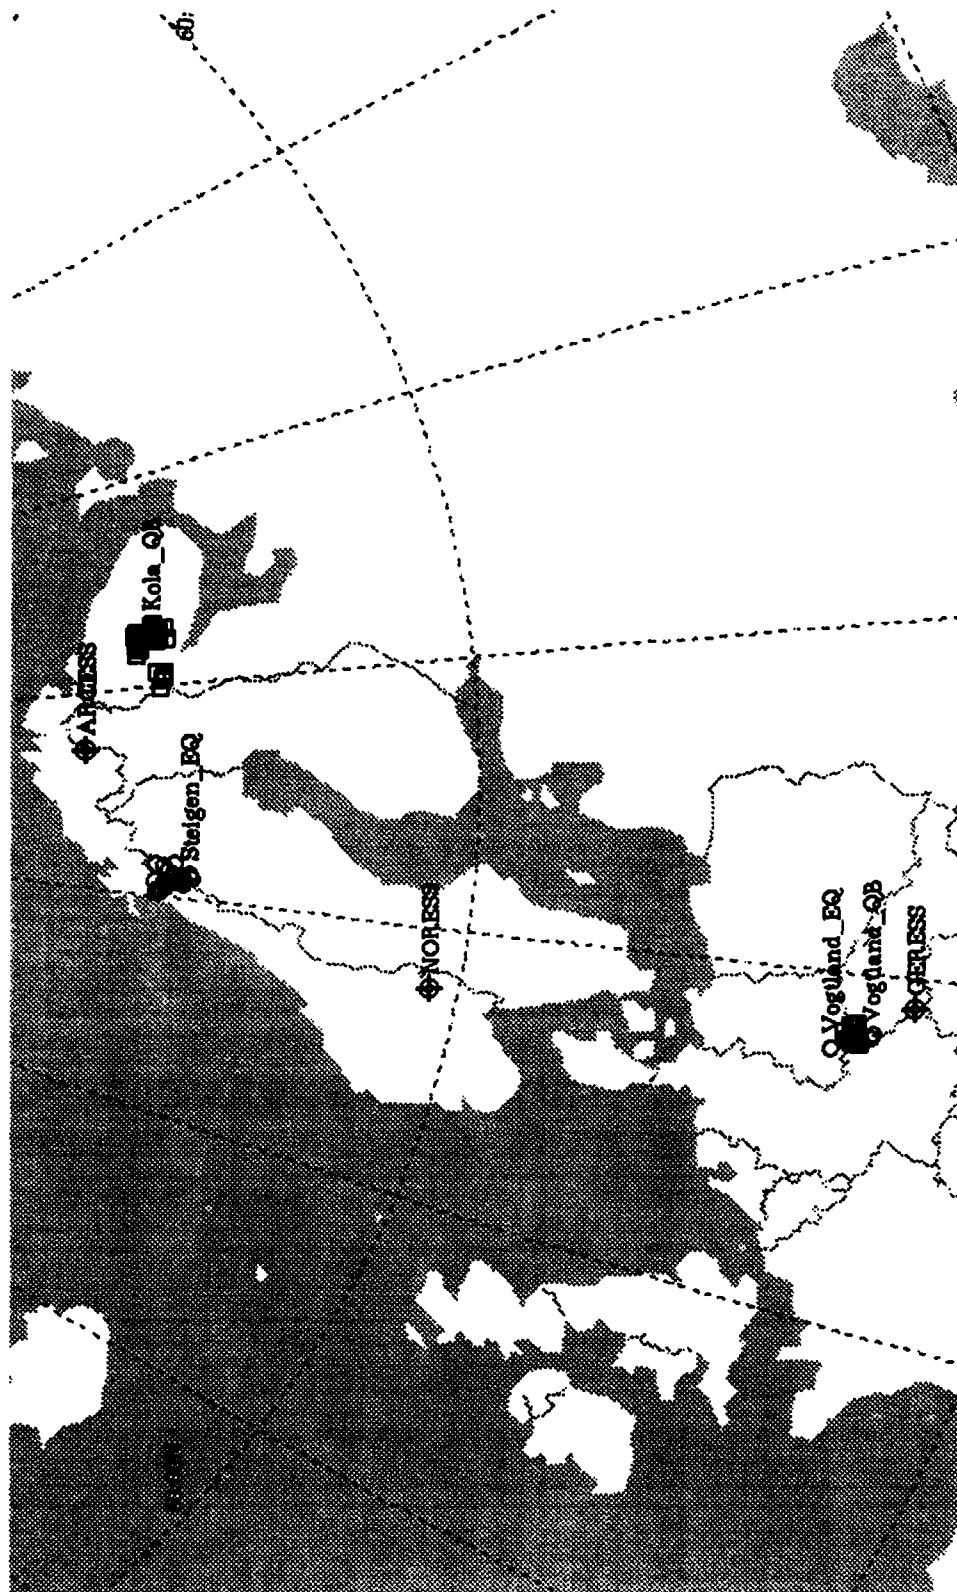 60:
Kola_QB
ARCESS
Steigen_EQ
NORESS
Vogtland_EQ
Vogtland_QB
GERESS